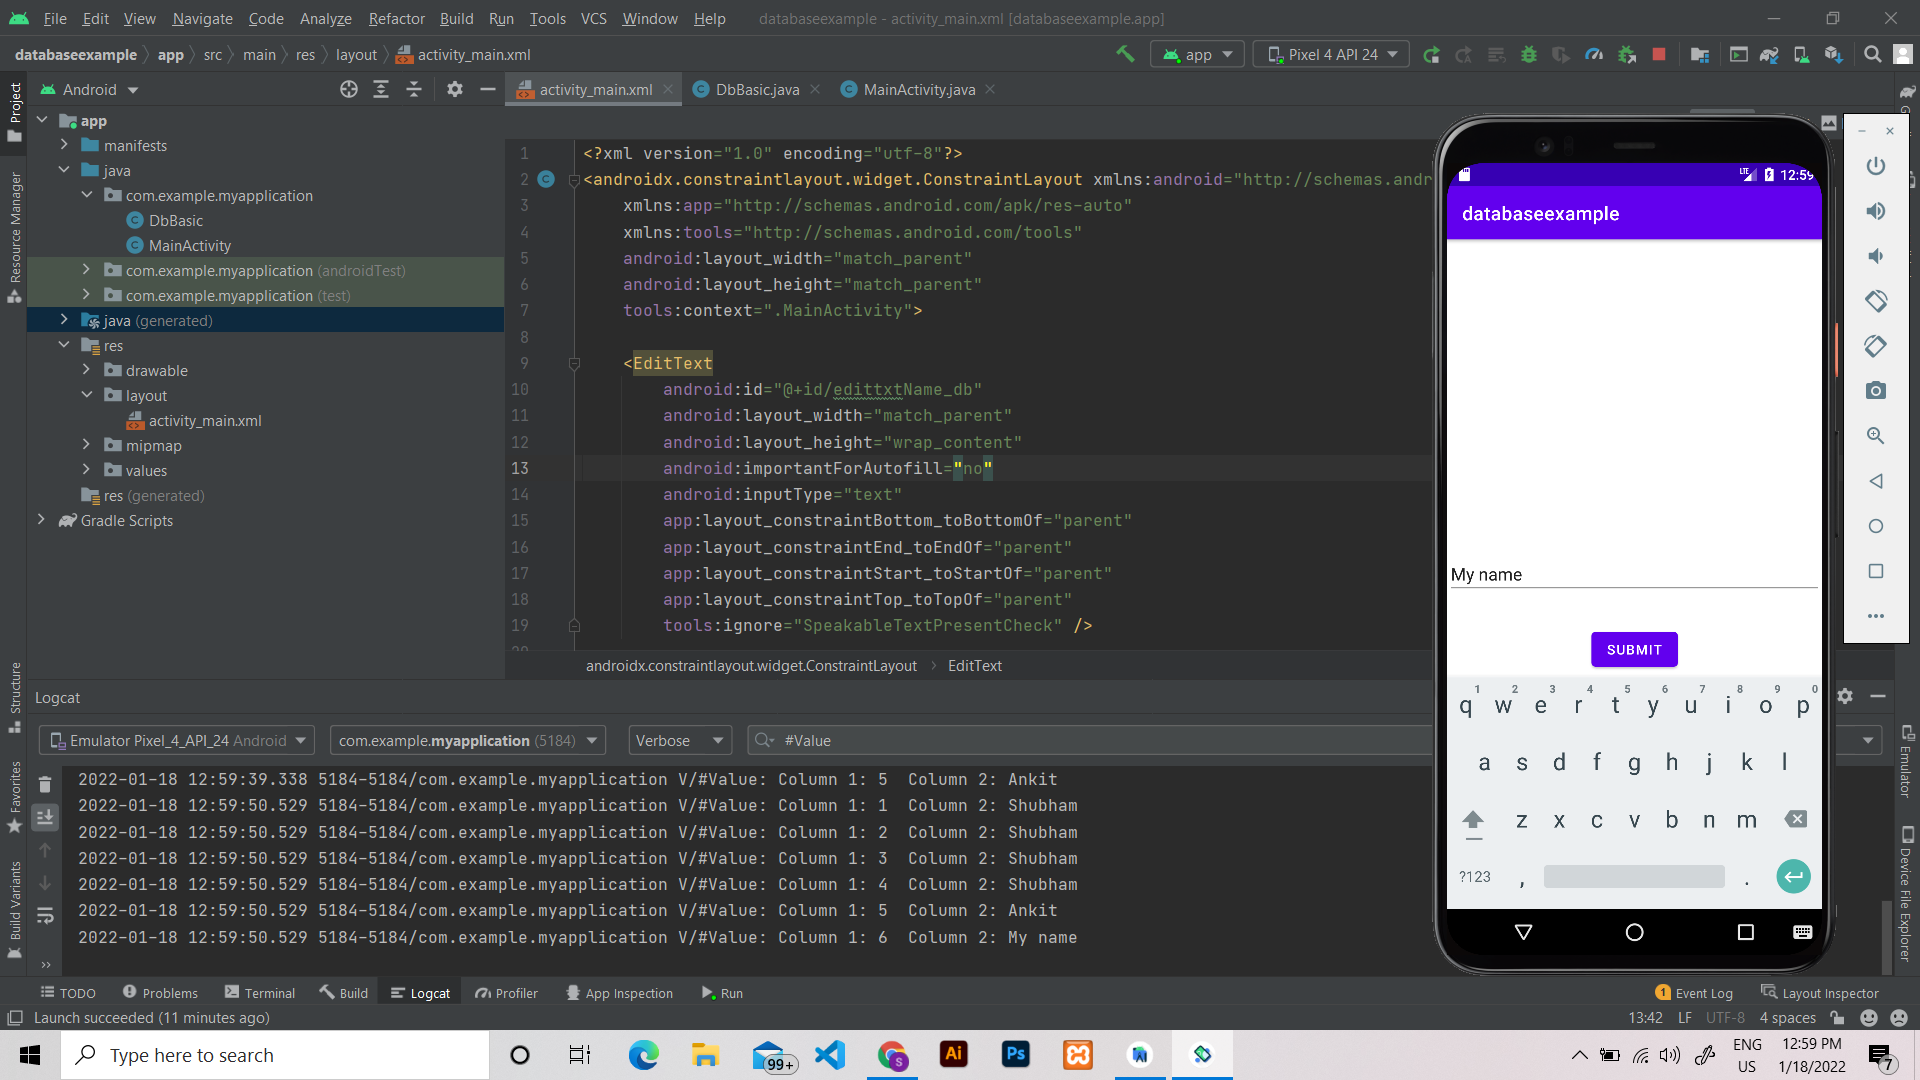 File Edit View Navigate Code Analyze Refactor Build Run Tools VCS Window Help databaseexample - activity_main.xml [databaseexample.app]
databaseexample app src main res layout activity_main.xml
app Pixel 4 API 24
Project
Resource Manager
Structure
Favorites
Build Variants
Android
app
manifests
java
com.example.myapplication
DbBasic
MainActivity
com.example.myapplication (androidTest)
com.example.myapplication (test)
java (generated)
res
drawable
layout
activity_main.xml
mipmap
values
res (generated)
Gradle Scripts
activity_main.xml DbBasic.java MainActivity.java
1 <?xml version="1.0" encoding="utf-8"?>
2 <androidx.constraintlayout.widget.ConstraintLayout xmlns:android="http://schemas.andr
3 xmlns:app="http://schemas.android.com/apk/res-auto"
4 xmlns:tools="http://schemas.android.com/tools"
5 android:layout_width="match_parent"
6 android:layout_height="match_parent"
7 tools:context=".MainActivity">
8
9 <EditText
10 android:id="@+id/edittxtName_db"
11 android:layout_width="match_parent"
12 android:layout_height="wrap_content"
13 android:importantForAutofill="no"
14 android:inputType="text"
15 app:layout_constraintBottom_toBottomOf="parent"
16 app:layout_constraintEnd_toEndOf="parent"
17 app:layout_constraintStart_toStartOf="parent"
18 app:layout_constraintTop_toTopOf="parent"
19 tools:ignore="SpeakableTextPresentCheck" />
androidx.constraintlayout.widget.ConstraintLayout EditText
LTE 12:59
databaseexample
My name
SUBMIT
1 2 3 4 5 6 7 8 9 0
q w e r t y u i o p
a s d f g h j k l
z x c v b n m
?123 , .
Emulator
Device File Explorer
Logcat
Emulator Pixel_4_API_24 Android com.example.myapplication (5184) Verbose #Value
2022-01-18 12:59:39.338 5184-5184/com.example.myapplication V/#Value: Column 1: 5 Column 2: Ankit
2022-01-18 12:59:50.529 5184-5184/com.example.myapplication V/#Value: Column 1: 1 Column 2: Shubham
2022-01-18 12:59:50.529 5184-5184/com.example.myapplication V/#Value: Column 1: 2 Column 2: Shubham
2022-01-18 12:59:50.529 5184-5184/com.example.myapplication V/#Value: Column 1: 3 Column 2: Shubham
2022-01-18 12:59:50.529 5184-5184/com.example.myapplication V/#Value: Column 1: 4 Column 2: Shubham
2022-01-18 12:59:50.529 5184-5184/com.example.myapplication V/#Value: Column 1: 5 Column 2: Ankit
2022-01-18 12:59:50.529 5184-5184/com.example.myapplication V/#Value: Column 1: 6 Column 2: My name
TODO Problems Terminal Build Logcat Profiler App Inspection Run 1 Event Log Layout Inspector
Launch succeeded (11 minutes ago) 13:42 LF UTF-8 4 spaces
Type here to search 99+ S Ai Ps ENG US 12:59 PM 1/18/2022 7